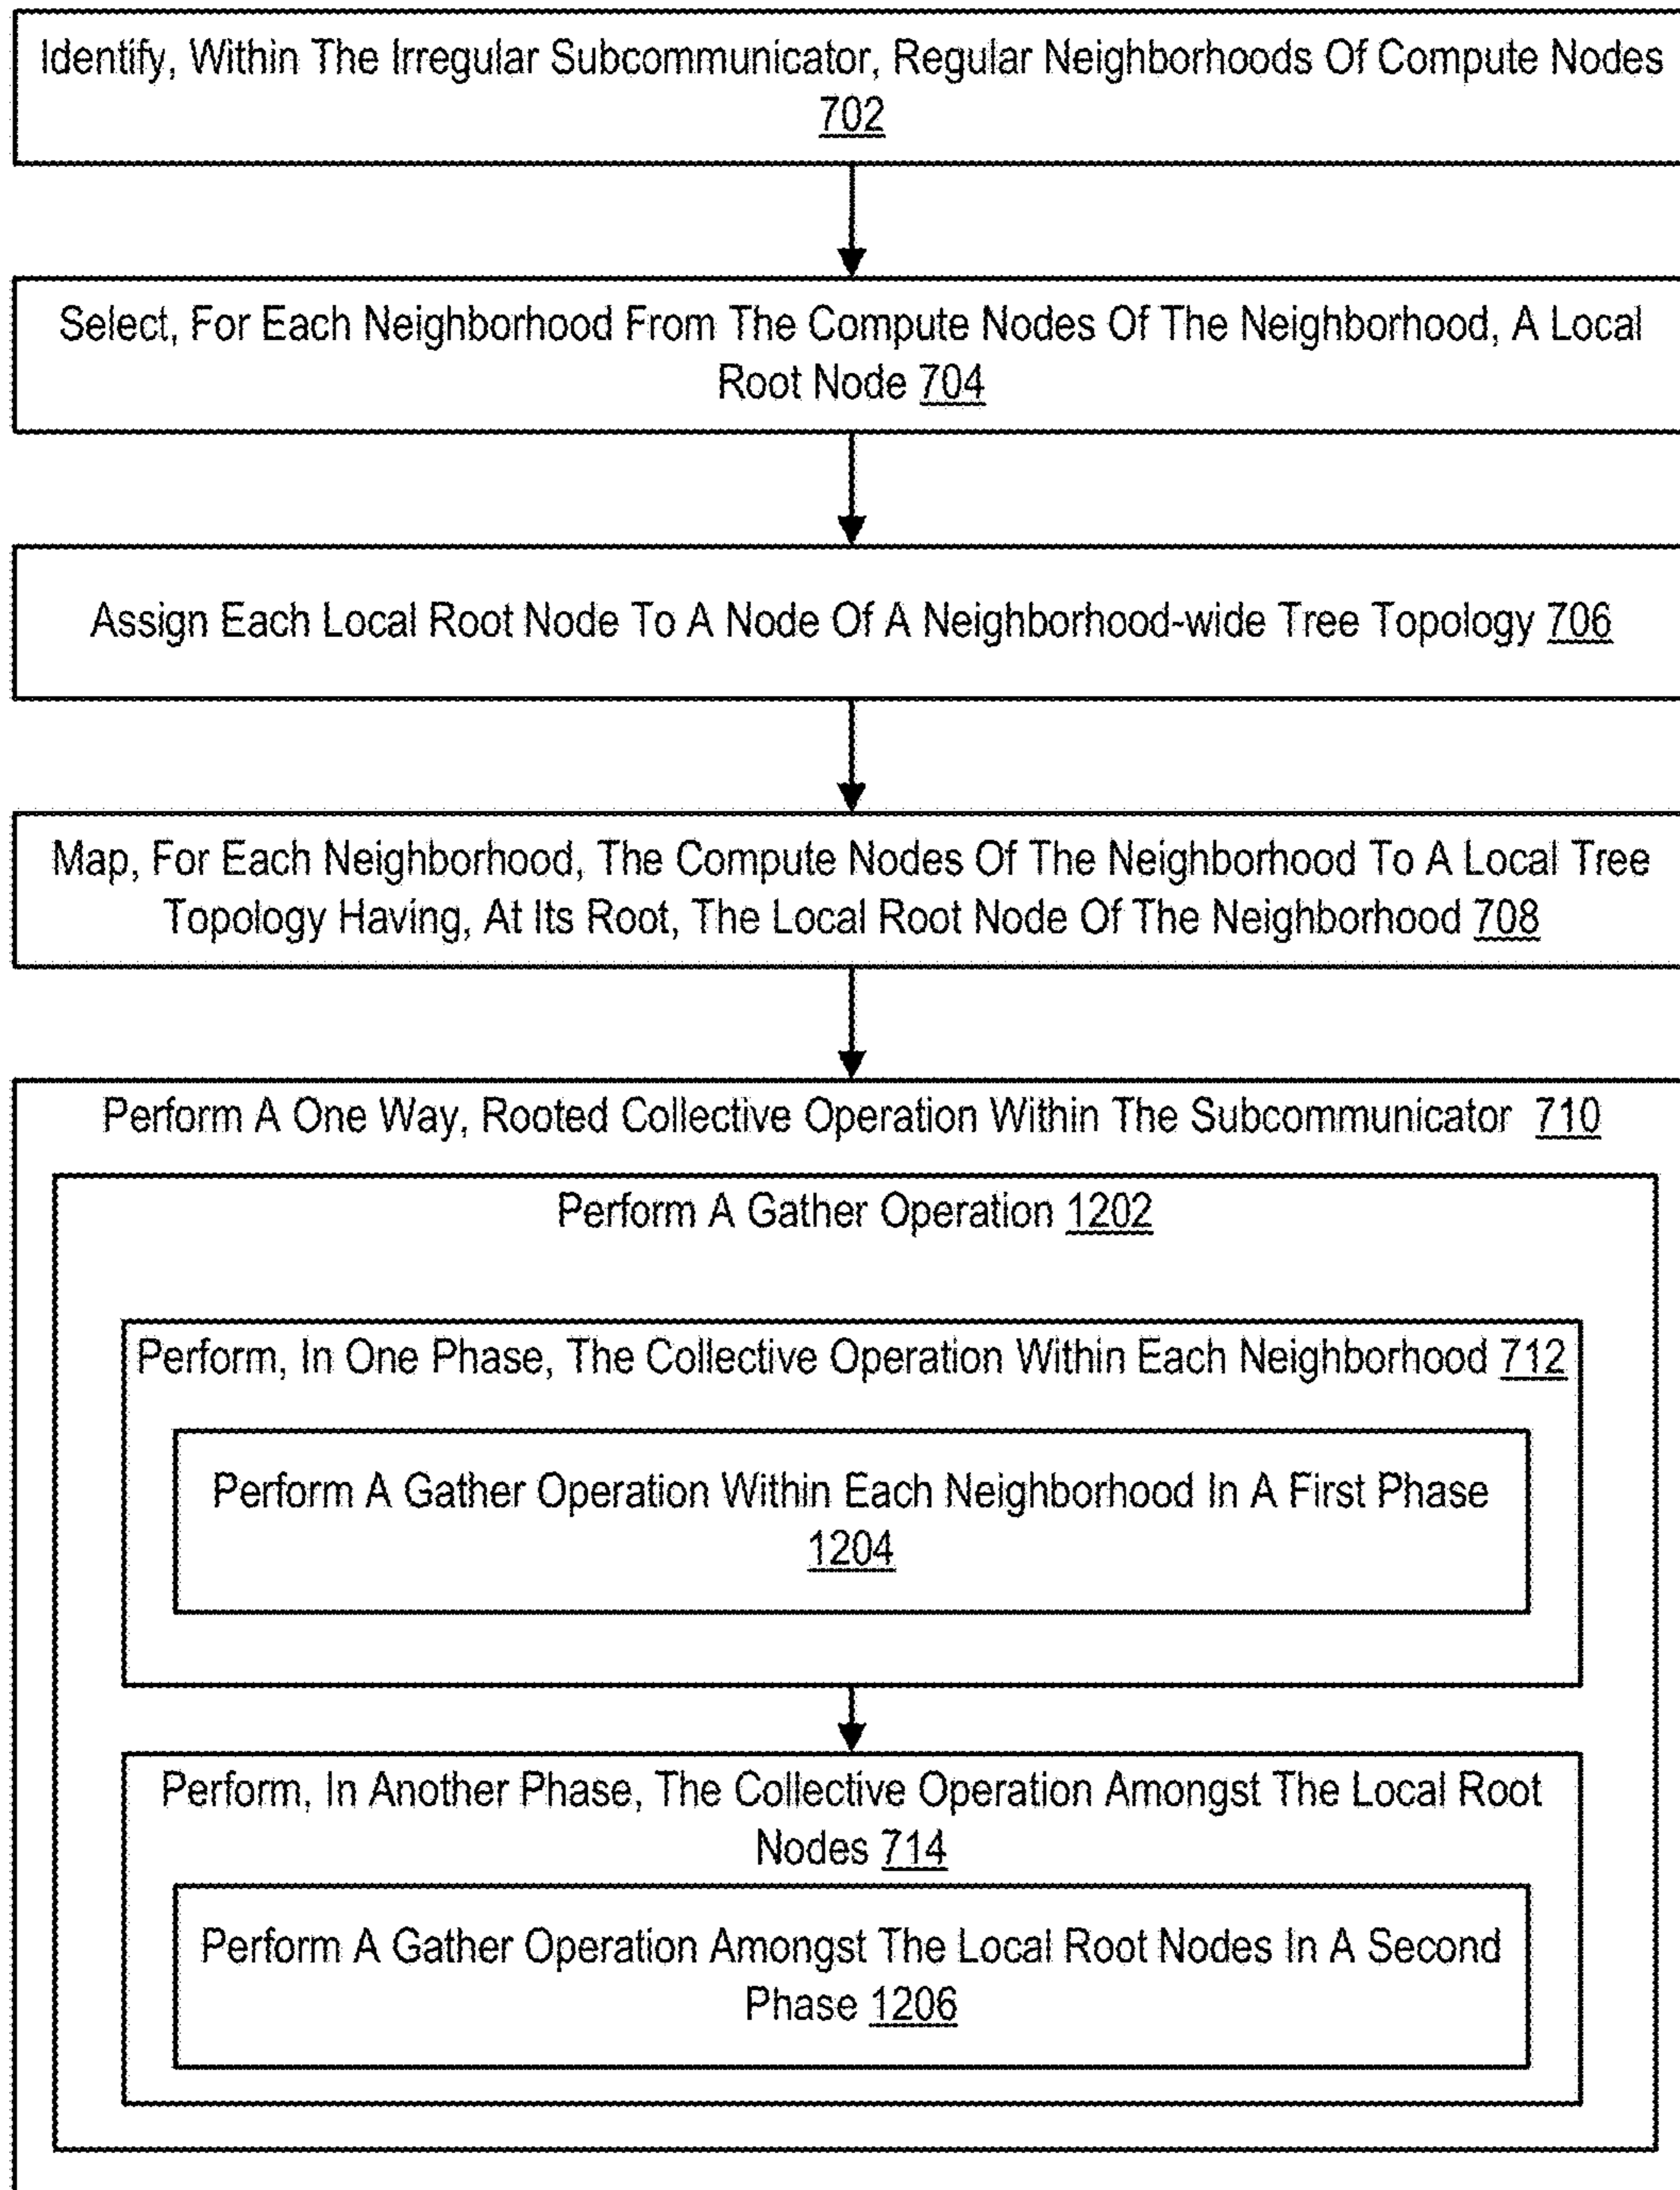 Identify, Within The Irregular Subcommunicator, Regular Neighborhoods Of Compute Nodes
702
Select, For Each Neighborhood From The Compute Nodes Of The Neighborhood, A Local
Root Node 704
Assign Each Local Root Node To A Node Of A Neighborhood-wide Tree Topology 706
Map, For Each Neighborhood, The Compute Nodes Of The Neighborhood To A Local Tree
Topology Having, At Its Root, The Local Root Node Of The Neighborhood 708
Perform A One Way, Rooted Collective Operation Within The Subcommunicator 710
Perform A Gather Operation 1202
Perform, In One Phase, The Collective Operation Within Each Neighborhood 712
Perform A Gather Operation Within Each Neighborhood In A First Phase
1204
Perform, In Another Phase, The Collective Operation Amongst The Local Root
Nodes 714
Perform A Gather Operation Amongst The Local Root Nodes In A Second
Phase 1206